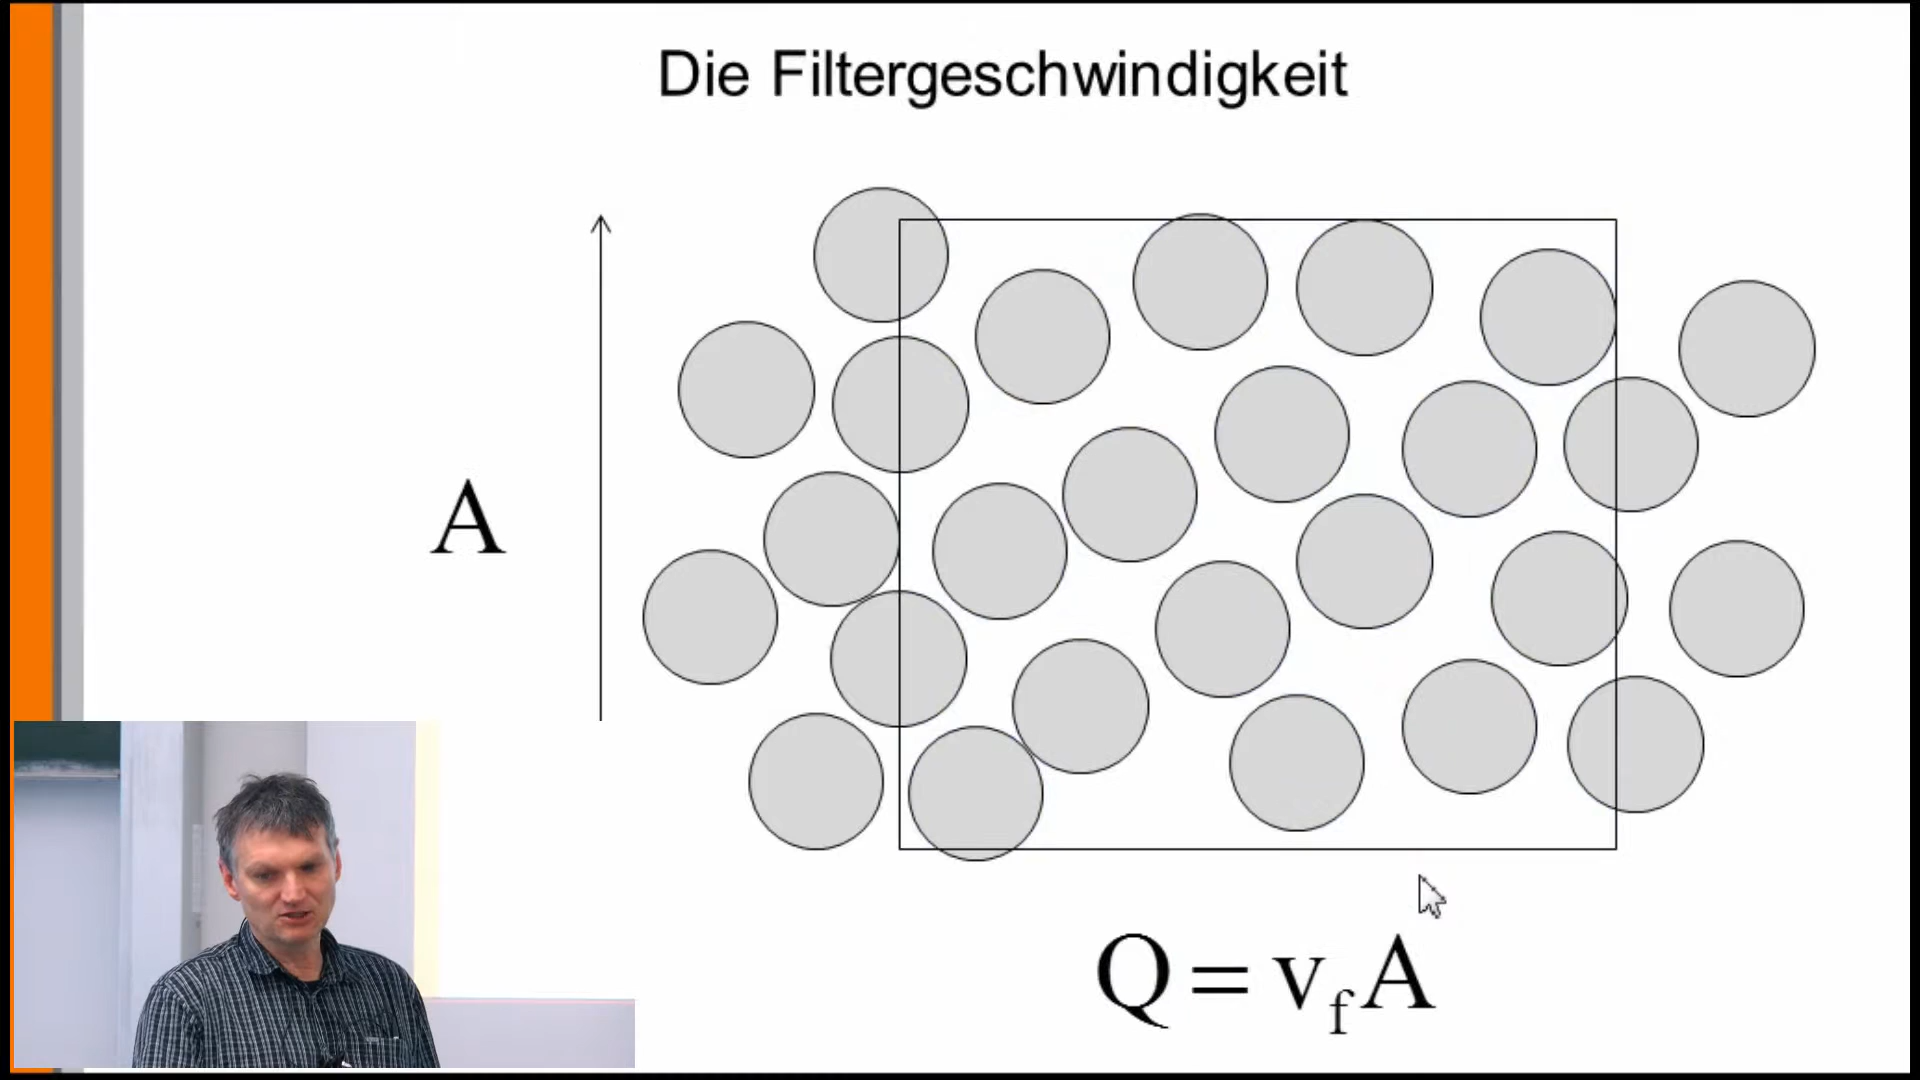 Die Filtergeschwindigkeit
A
Q = v_f A